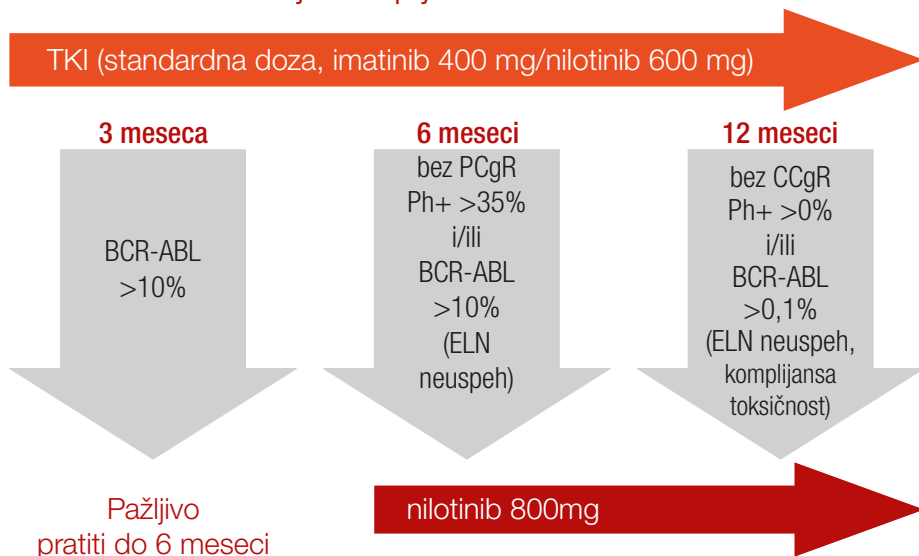 TKI (standardna doza, imatinib 400 mg/nilotinib 600 mg)
3 meseca
BCR-ABL
>10%
6 meseci
bez PCgR
Ph+ >35%
i/ili
BCR-ABL
>10%
(ELN
neuspeh)
12 meseci
bez CCgR
Ph+ >0%
i/ili
BCR-ABL
>0,1%
(ELN neuspeh,
komplijansa
toksičnost)
Pažljivo
pratiti do 6 meseci
nilotinib 800mg